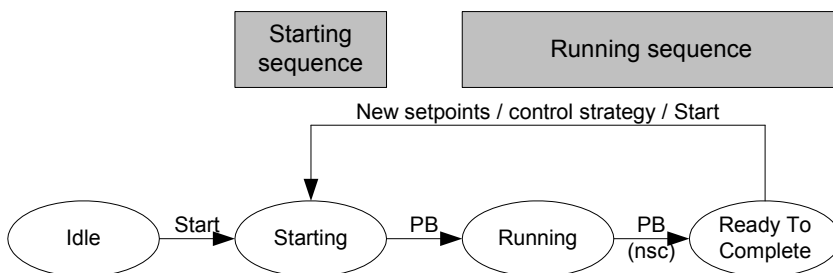 Starting
sequence
Running sequence
New setpoints / control strategy / Start
Idle
Start
Starting
PB
Running
PB
(nsc)
Ready To
Complete